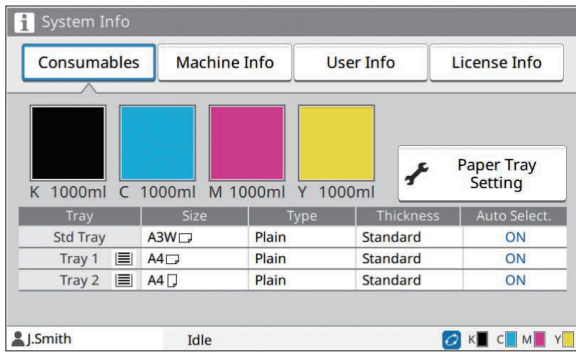 System Info
Consumables Machine Info User Info License Info
K 1000ml C 1000ml M 1000ml Y 1000ml
Paper Tray
Setting
Tray Size Type Thickness Auto Select.
Std Tray A3W Plain Standard ON
Tray 1 A4 Plain Standard ON
Tray 2 A4 Plain Standard ON
J.Smith Idle K C M Y